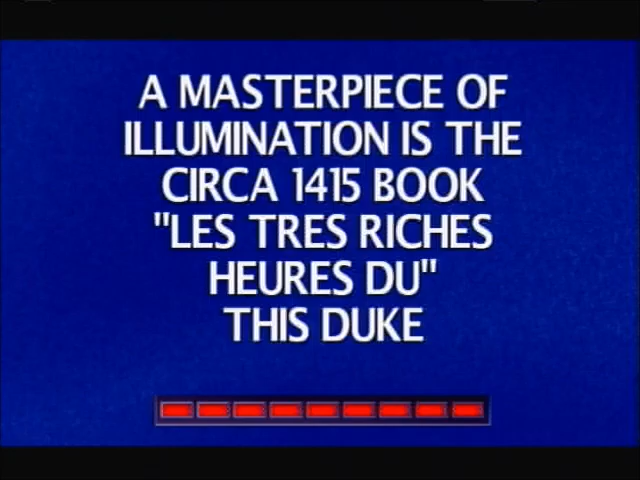 A MASTERPIECE OF
ILLUMINATION IS THE
CIRCA 1415 BOOK
"LES TRES RICHES
HEURES DU"
THIS DUKE